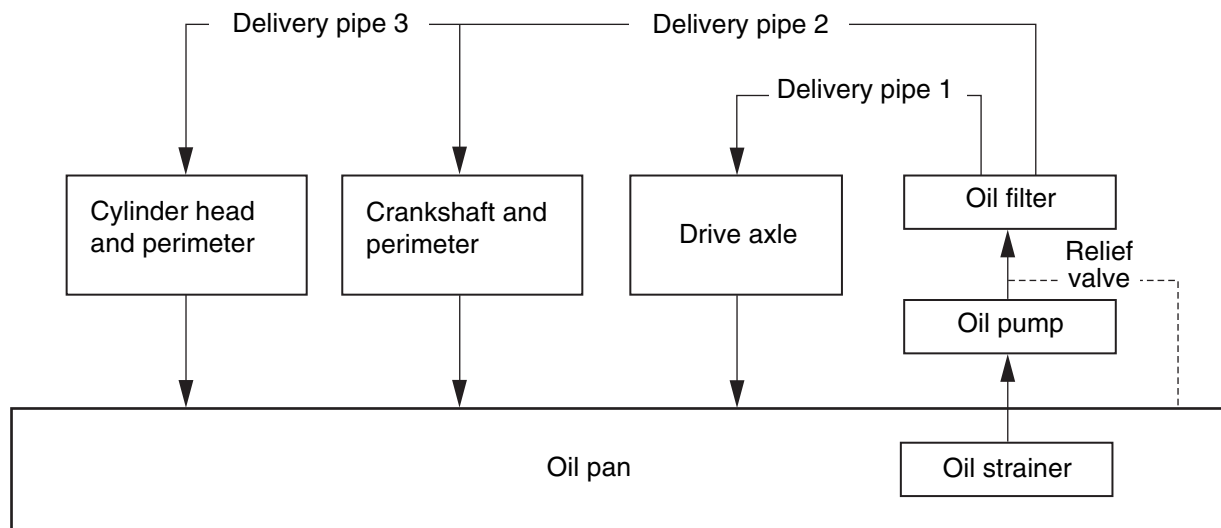 Delivery pipe 3
Delivery pipe 2
Delivery pipe 1
Cylinder head
and perimeter
Crankshaft and
perimeter
Drive axle
Oil filter
Relief
valve
Oil pump
Oil pan
Oil strainer